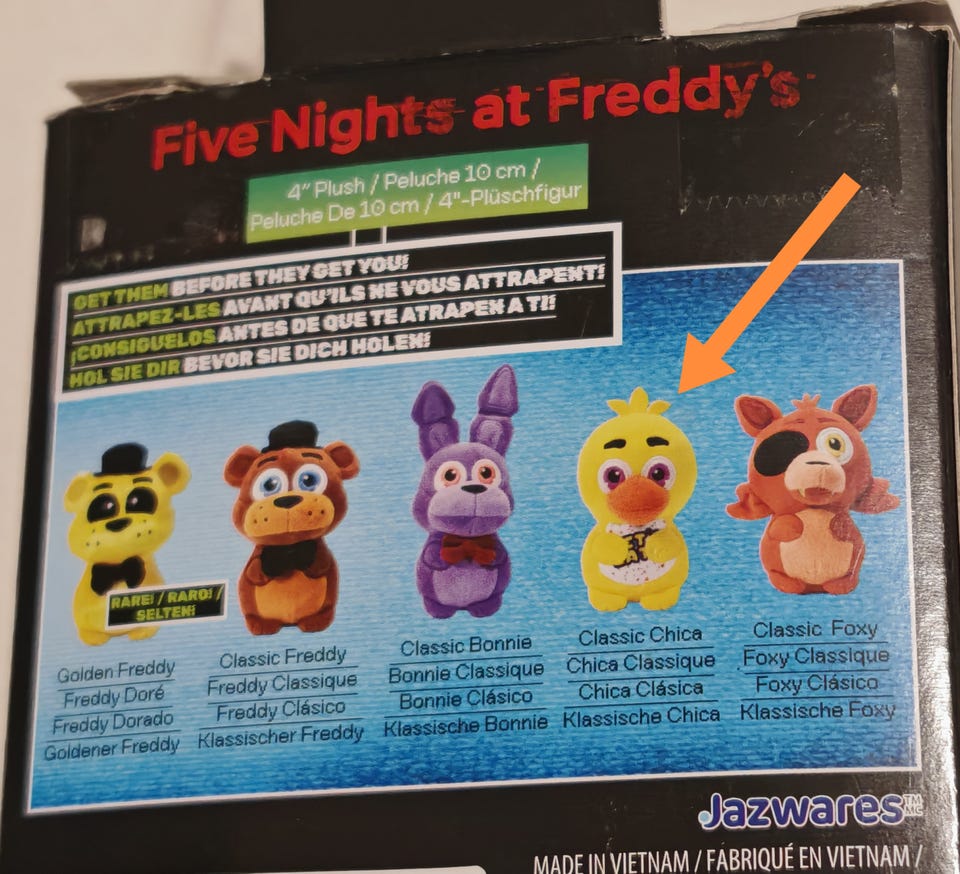 Five Nights at Freddy's
4" Plush / Peluche 10 cm /
Peluche De 10 cm / 4"-Plüschfigur
GET THEM BEFORE THEY GET YOU!
ATTRAPEZ-LES AVANT QU'ILS NE VOUS ATTRAPENT!
¡CONSIGUELOS ANTES DE QUE TE ATRAPEN A TI!
HOL SIE DIR BEVOR SIE DICH HOLEN!
RARE! / RARO! /
SELTEN!
Golden Freddy
Freddy Doré
Freddy Dorado
Goldener Freddy
Classic Freddy
Freddy Classique
Freddy Clásico
Klassischer Freddy
Classic Bonnie
Bonnie Classique
Bonnie Clásico
Klassische Bonnie
Classic Chica
Chica Classique
Chica Clásica
Klassische Chica
Classic Foxy
Foxy Classique
Foxy Clásico
Klassische Foxy
Jazwares
MADE IN VIETNAM / FABRIQUÉ EN VIETNAM /